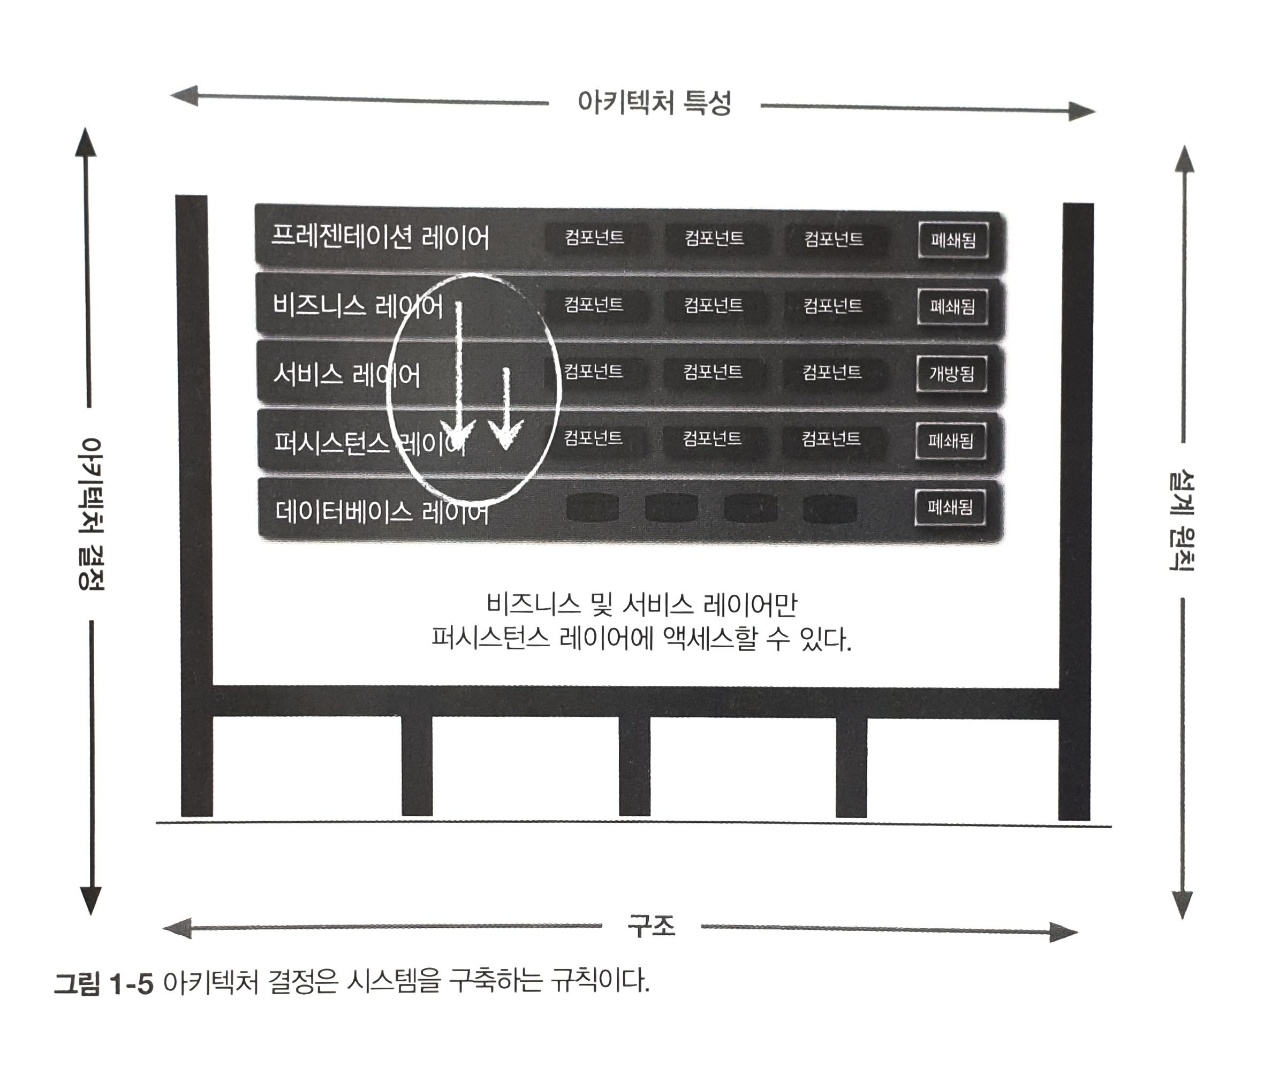 아키텍처 특성
프레젠테이션 레이어 컴포넌트 컴포넌트 컴포넌트 폐쇄됨
비즈니스 레이어 컴포넌트 컴포넌트 컴포넌트 폐쇄됨
서비스 레이어 컴포넌트 컴포넌트 컴포넌트 개방됨
퍼시스턴스 레이어 컴포넌트 컴포넌트 컴포넌트 폐쇄됨
데이터베이스 레이어 폐쇄됨
아키텍처 결정
설계 원칙
비즈니스 및 서비스 레이어만
퍼시스턴스 레이어에 액세스할 수 있다.
구조
그림 1-5 아키텍처 결정은 시스템을 구축하는 규칙이다.